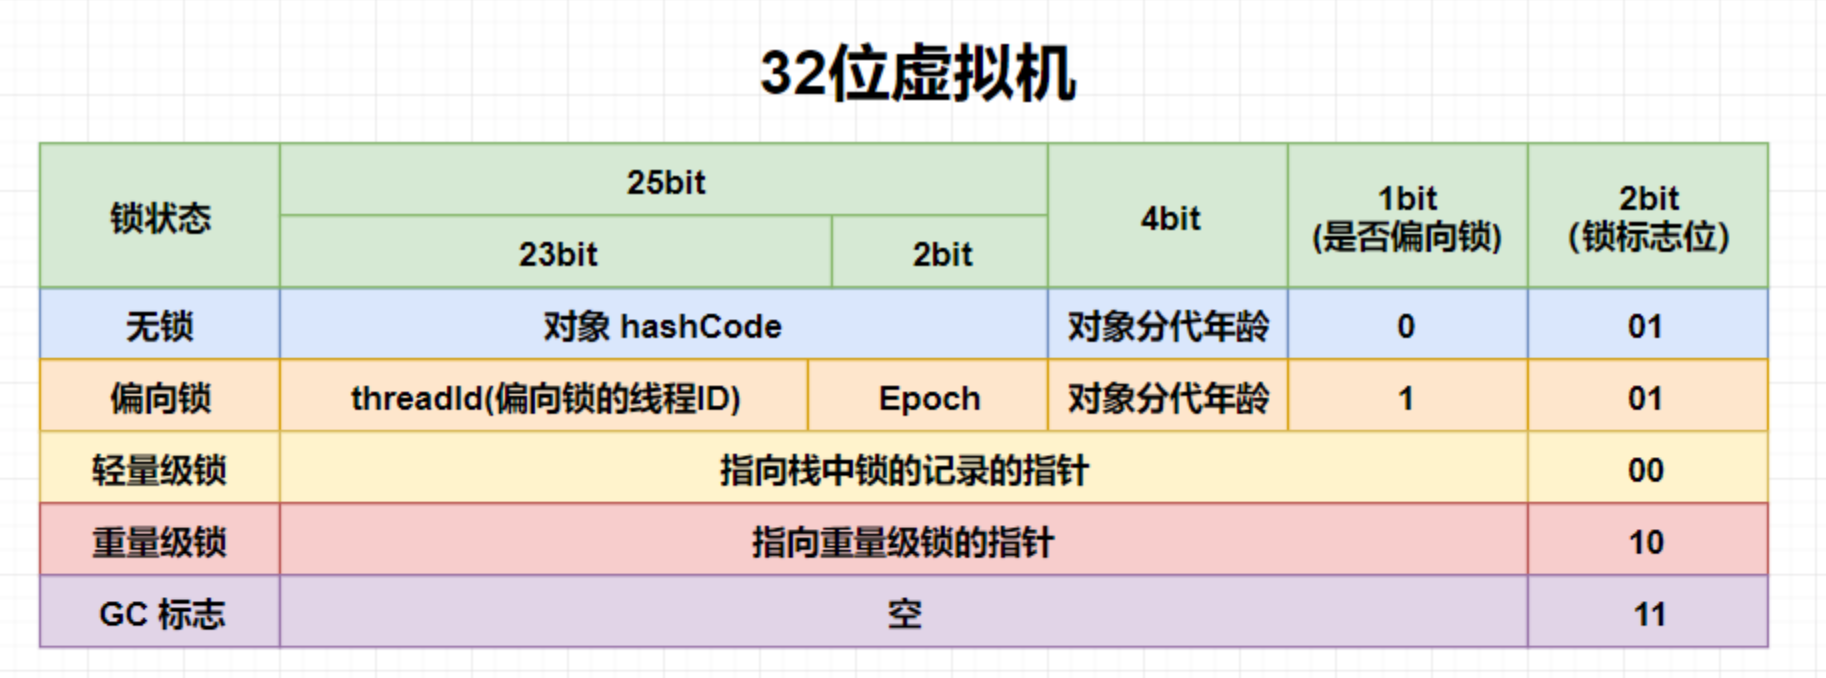 32位虚拟机
锁状态
25bit
23bit
2bit
4bit
1bit
(是否偏向锁)
2bit
（锁标志位）
无锁
对象 hashCode
对象分代年龄
0
01
偏向锁
threadId(偏向锁的线程ID)
Epoch
对象分代年龄
1
01
轻量级锁
指向栈中锁的记录的指针
00
重量级锁
指向重量级锁的指针
10
GC 标志
空
11